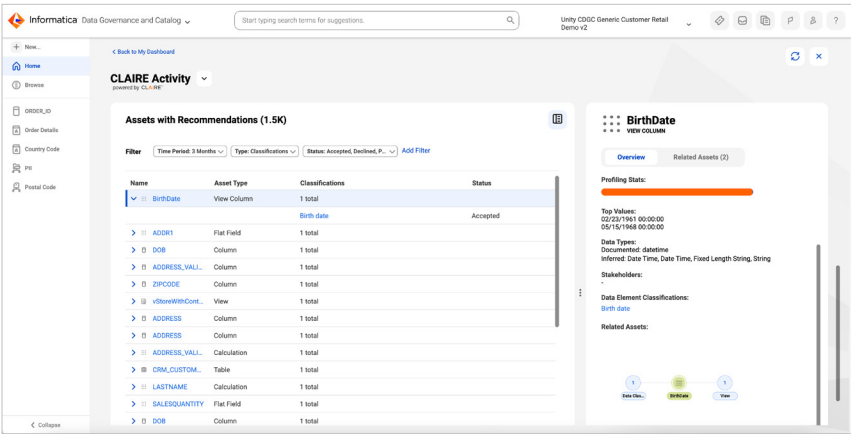 Informatica Data Governance and Catalog
Start typing search terms for suggestions.
Unity CDGC Generic Customer Retail
Demo v2
New...
Home
Browse
ORDER_ID
Order Details
Country Code
PII
Postal Code
Collapse
< Back to My Dashboard
CLAIRE Activity
powered by CLAIRE
Assets with Recommendations (1.5K)
Filter
Time Period: 3 Months
Type: Classifications
Status: Accepted, Declined, P...
Add Filter
Name Asset Type Classifications Status
BirthDate View Column 1 total
Birth date Accepted
ADDR1 Flat Field 1 total
DOB Column 1 total
ADDRESS_VALI... Column 1 total
ZIPCODE Column 1 total
vStoreWithCont... View 1 total
ADDRESS Column 1 total
ADDRESS Column 1 total
ADDRESS_VALI... Calculation 1 total
CRM_CUSTOM... Table 1 total
LASTNAME Calculation 1 total
SALESQUANTITY Flat Field 1 total
DOB Column 1 total
BirthDate
VIEW COLUMN
Overview Related Assets (2)
Profiling Stats:
Top Values:
02/23/1961 00:00:00
05/15/1968 00:00:00
Data Types:
Documented: datetime
Inferred: Date Time, Date Time, Fixed Length String, String
Stakeholders:
-
Data Element Classifications:
Birth date
Related Assets:
1 1
Data Clas... BirthDate View